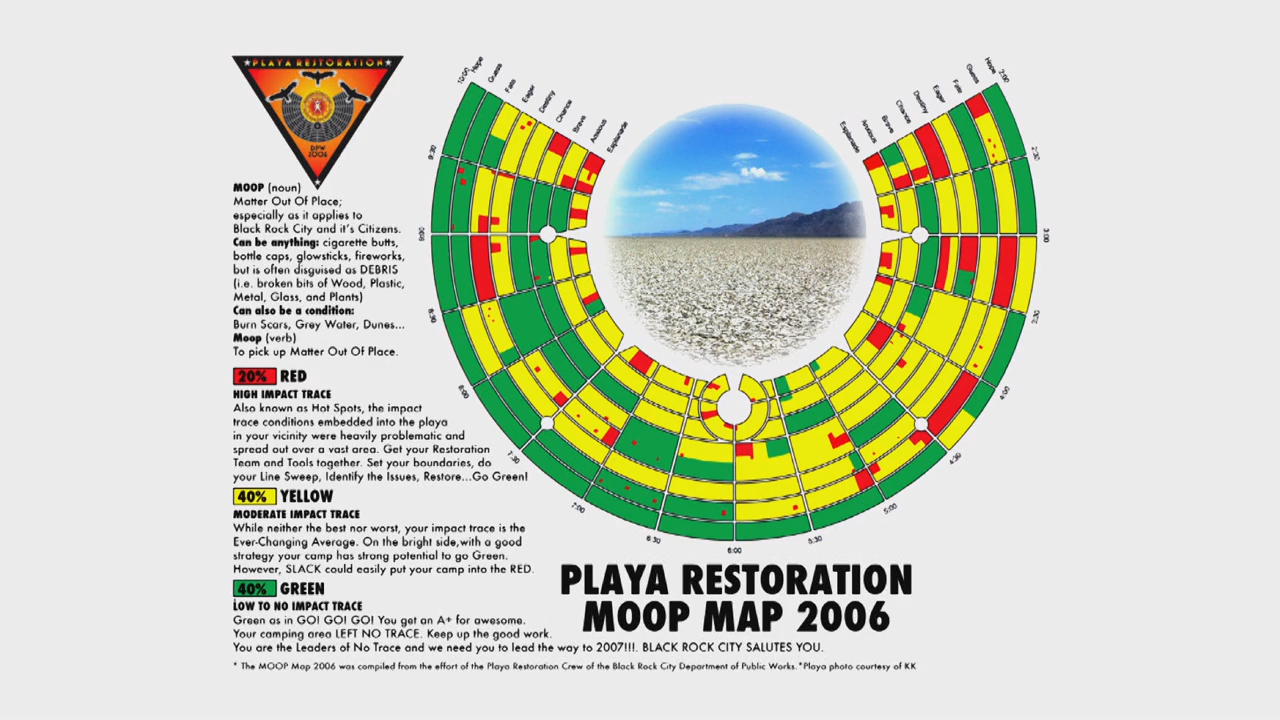 ★PLAYA RESTORATION★
DPW
2006
MOOP (noun)
Matter Out Of Place;
especially as it applies to
Black Rock City and it's Citizens.
Can be anything: cigarette butts,
bottle caps, glowsticks, fireworks,
but is often disguised as DEBRIS
(i.e. broken bits of Wood, Plastic,
Metal, Glass, and Plants)
Can also be a condition:
Burn Scars, Grey Water, Dunes...
Moop (verb)
To pick up Matter Out Of Place.
20% RED
HIGH IMPACT TRACE
Also known as Hot Spots, the impact
trace conditions embedded into the playa
in your vicinity were heavily problematic and
spread out over a vast area. Get your Restoration
Team and Tools together. Set your boundaries, do
your Line Sweep, Identify the Issues, Restore...Go Green!
40% YELLOW
MODERATE IMPACT TRACE
While neither the best nor worst, your impact trace is the
Ever-Changing Average. On the bright side,with a good
strategy your camp has strong potential to go Green.
However, SLACK could easily put your camp into the RED.
40% GREEN
LOW TO NO IMPACT TRACE
Green as in GO! GO! GO! You get an A+ for awesome.
Your camping area LEFT NO TRACE. Keep up the good work.
You are the Leaders of No Trace and we need you to lead the way to 2007!!!. BLACK ROCK CITY SALUTES YOU.
* The MOOP Map 2006 was compiled from the effort of the Playa Restoration Crew of the Black Rock City Department of Public Works.*Playa photo courtesy of KK
10:00
Hope
Guess
Fate
Eager
Destiny
Chance
Brave
Anxious
Esplanade
Esplanade
Anxious
Brave
Chance
Destiny
Eager
Fate
Guess
Hope
2:00
9:30
9:00
8:30
8:00
7:30
7:00
6:30
6:00
5:30
5:00
4:30
4:00
3:30
3:00
2:30
PLAYA RESTORATION
MOOP MAP 2006